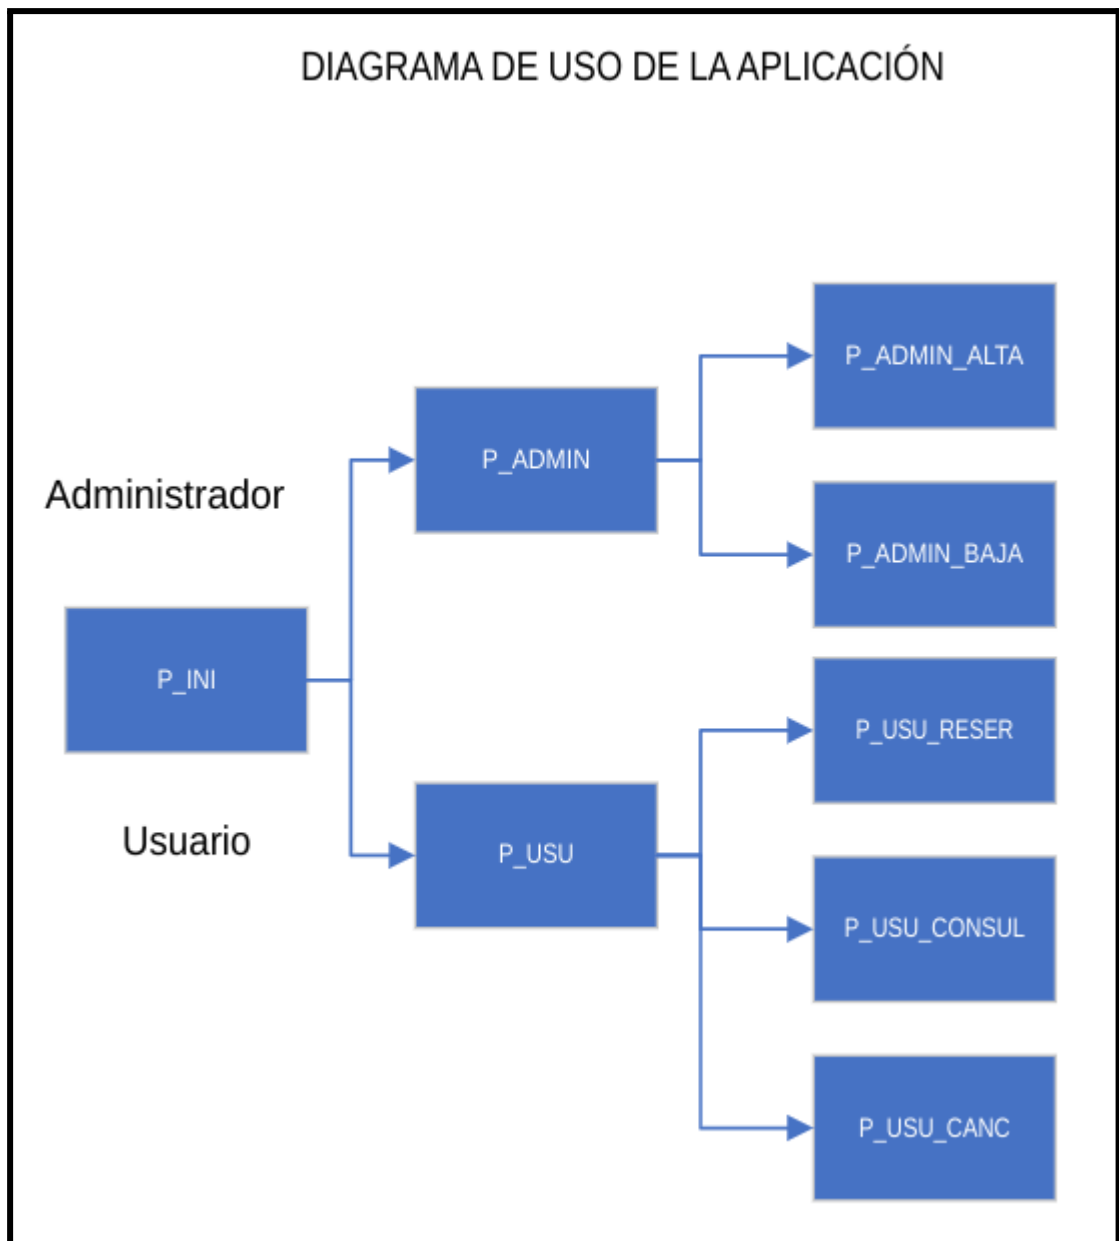 DIAGRAMA DE USO DE LA APLICACIÓN
P_ADMIN_ALTA
P_ADMIN
Administrador
P_ADMIN_BAJA
P_INI
P_USU_RESER
Usuario
P_USU
P_USU_CONSUL
P_USU_CANC